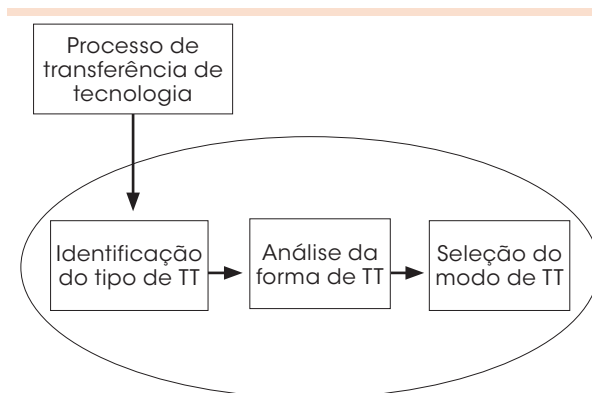 Processo de
transferência de
tecnologia
Identificação
do tipo de TT
Análise da
forma de TT
Seleção do
modo de TT